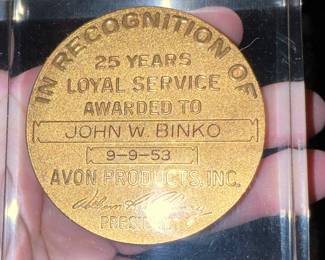 IN RECOGNITION OF
25 YEARS
LOYAL SERVICE
AWARDED TO
JOHN W. BINKO
9-9-53
AVON PRODUCTS, INC.
PRESIDENT